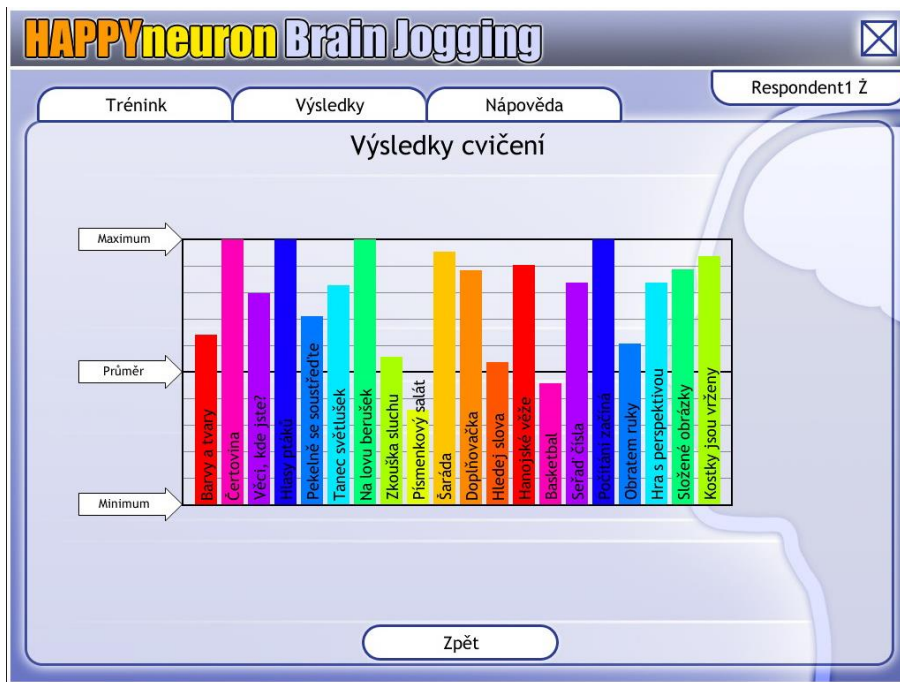 HAPPYneuron Brain Jogging
Respondent1 Ž
Trénink
Výsledky
Nápověda
Výsledky cvičení
Maximum
Průměr
Minimum
Barvy a tvary
Čertovina
Věci, kde jste?
Hlasy ptáků
Pekelně se soustřeďte
Tanec světlušek
Na lovu berušek
Zkouška sluchu
Písmenkový salát
Šaráda
Doplňovačka
Hledej slova
Hanojské věže
Basketbal
Seřaď čísla
Počítání začíná
Obratem ruky
Hra s perspektivou
Složené obrázky
Kostky jsou vrženy
Zpět